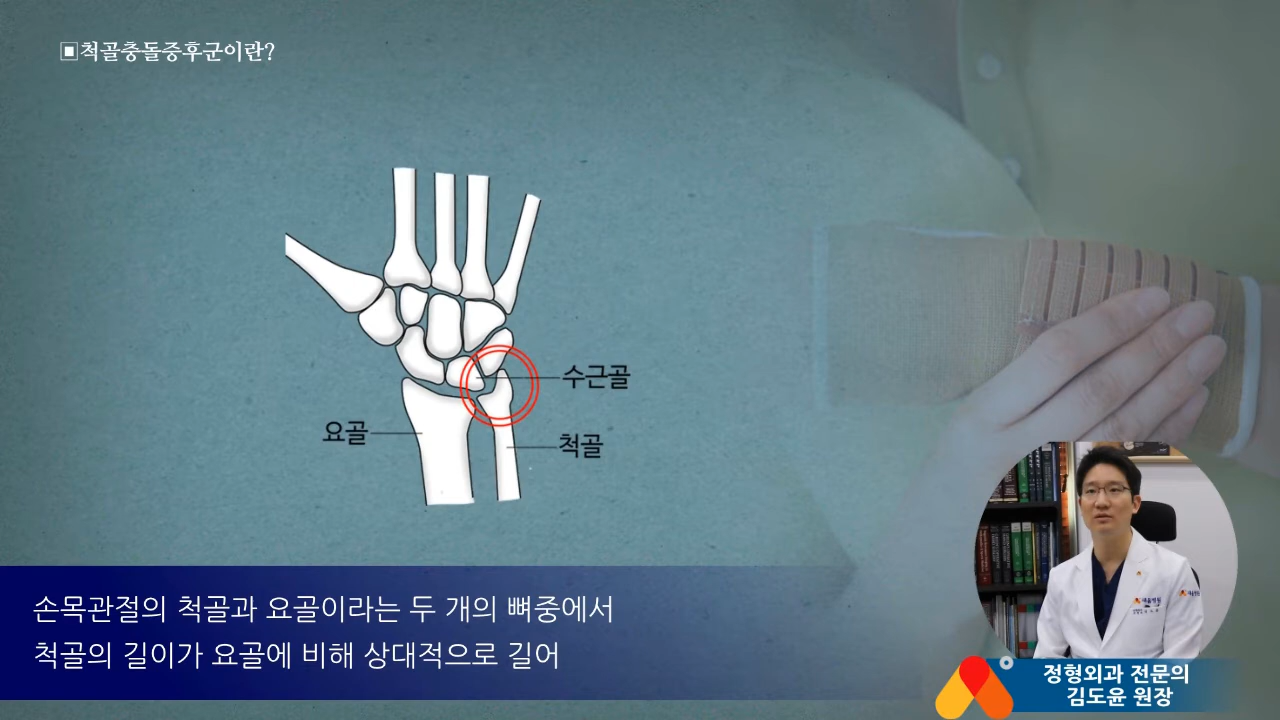 ▣척골충돌증후군이란?
수근골
요골
척골
손목관절의 척골과 요골이라는 두 개의 뼈중에서
척골의 길이가 요골에 비해 상대적으로 길어
정형외과 전문의
김도윤 원장